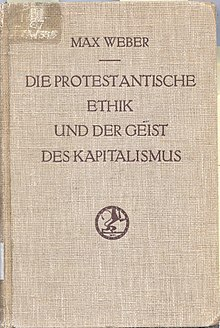 MAX WEBER
DIE PROTESTANTISCHE
ETHIK
UND DER GEIST
DES KAPITALISMUS